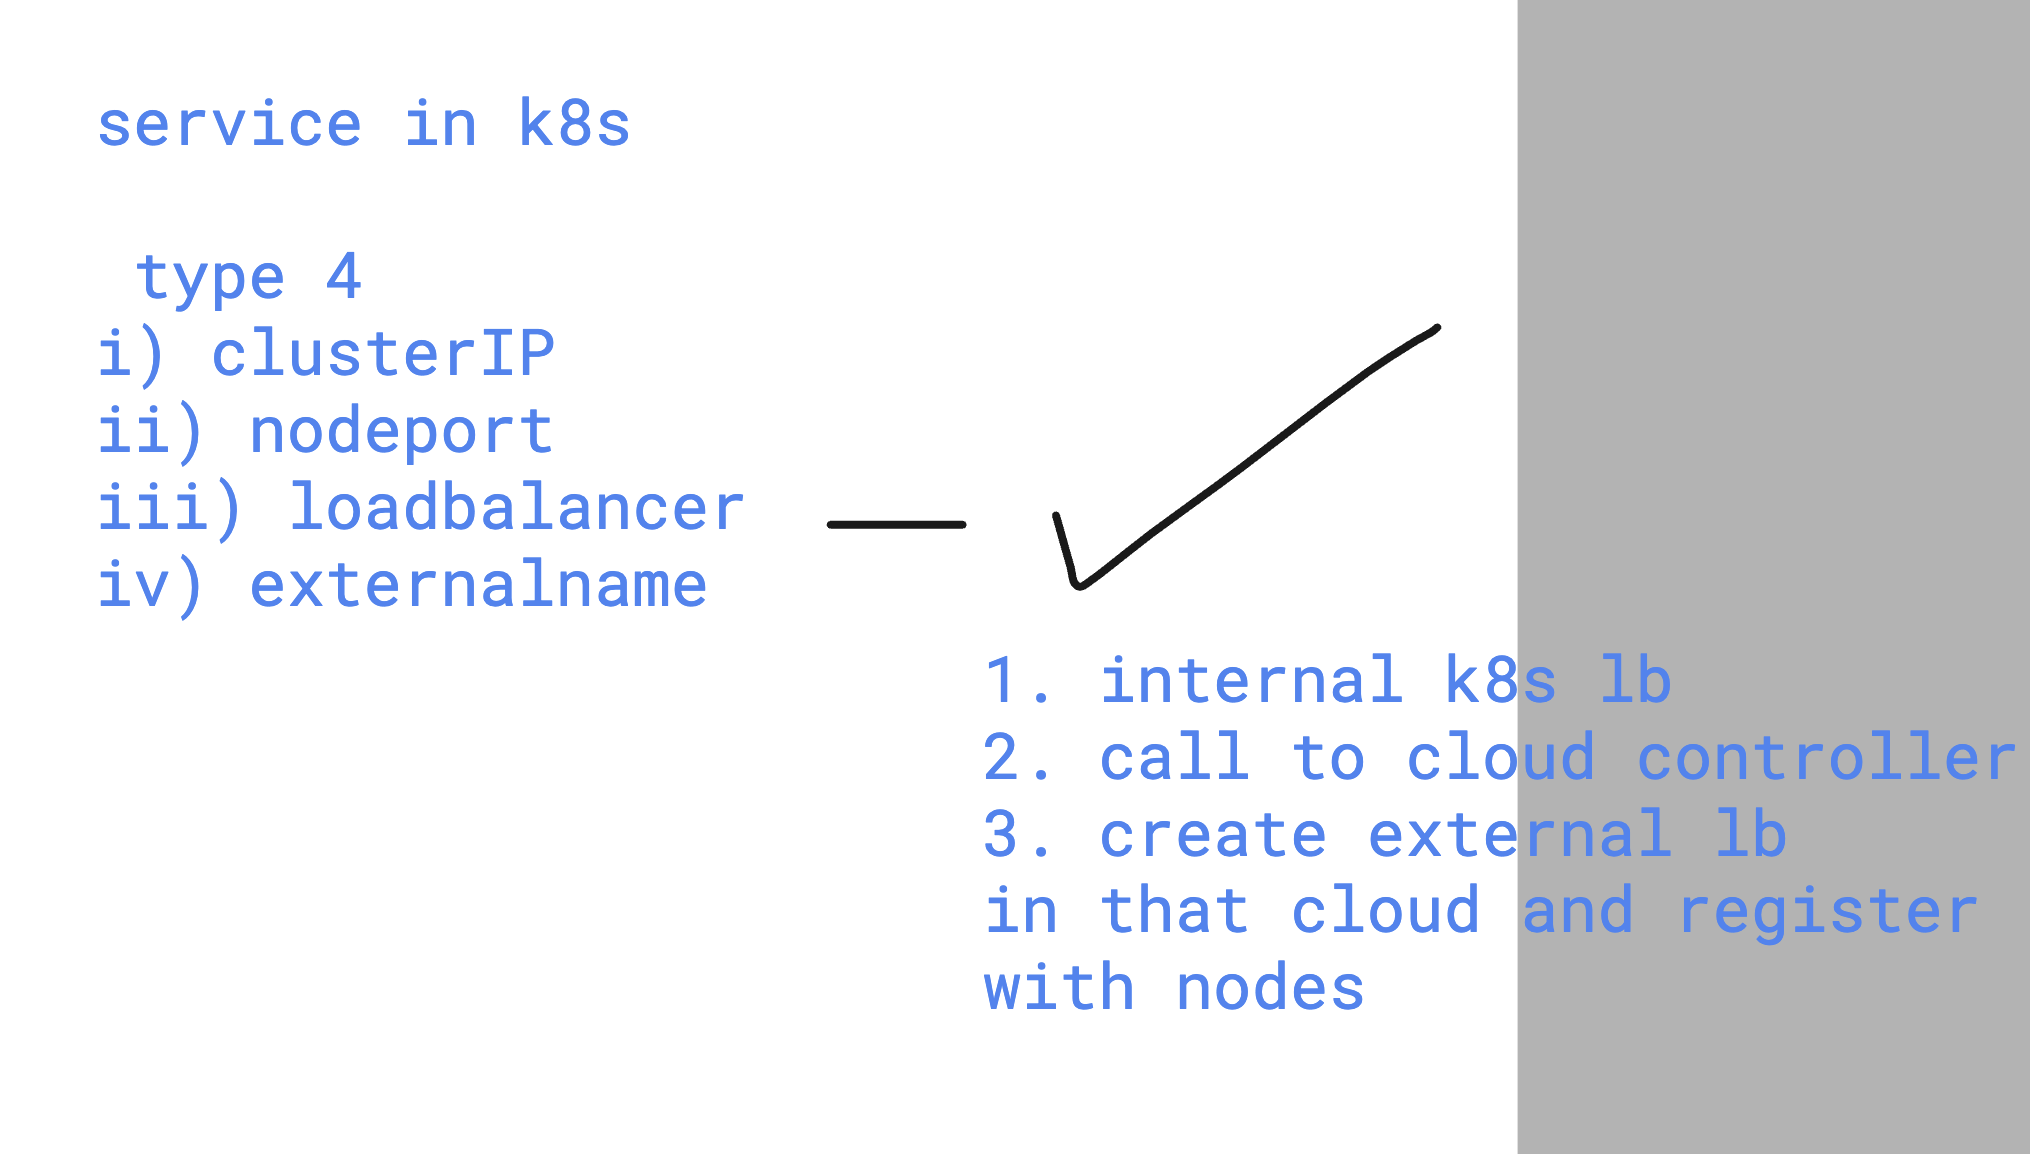 service in k8s
type 4
i) clusterIP
ii) nodeport
iii) loadbalancer
iv) externalname
1. internal k8s lb
2. call to cloud controller
3. create external lb
in that cloud and register
with nodes